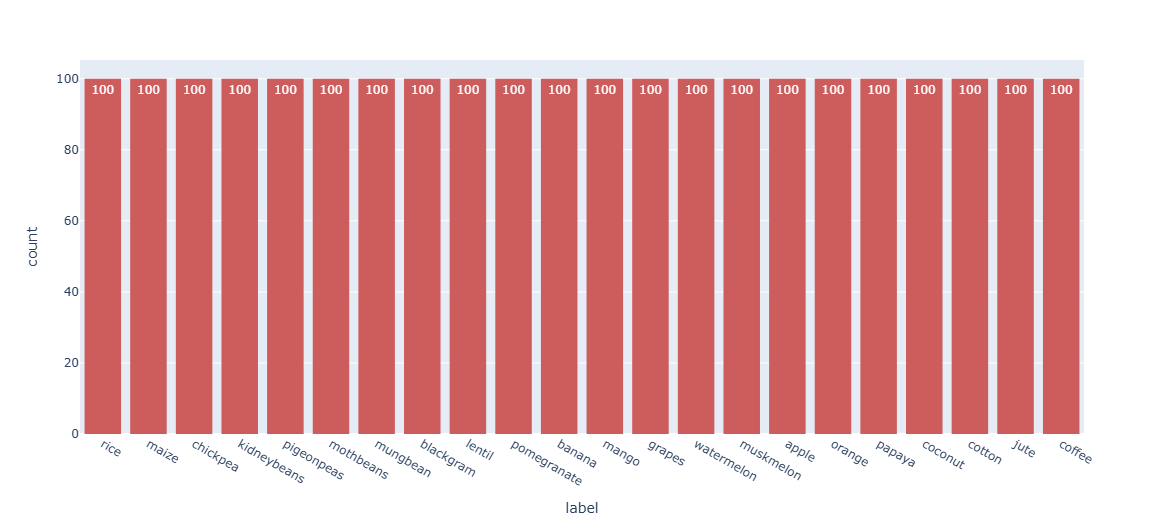 100
100 100 100 100 100 100 100 100 100 100 100 100 100 100 100 100 100 100 100 100 100 100
80
60
40
20
0
count
rice maize chickpea kidneybeans pigeonpeas mothbeans mungbean blackgram lentil pomegranate banana mango grapes watermelon muskmelon apple orange papaya coconut cotton jute coffee
label